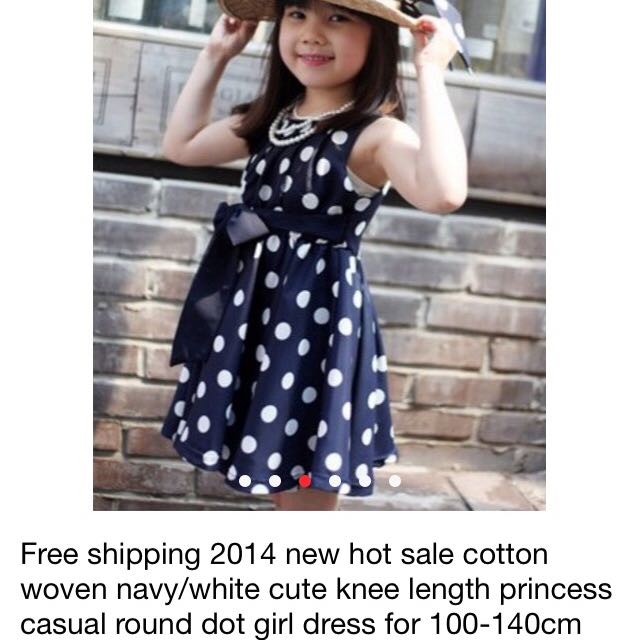 Free shipping 2014 new hot sale cotton
woven navy/white cute knee length princess
casual round dot girl dress for 100-140cm